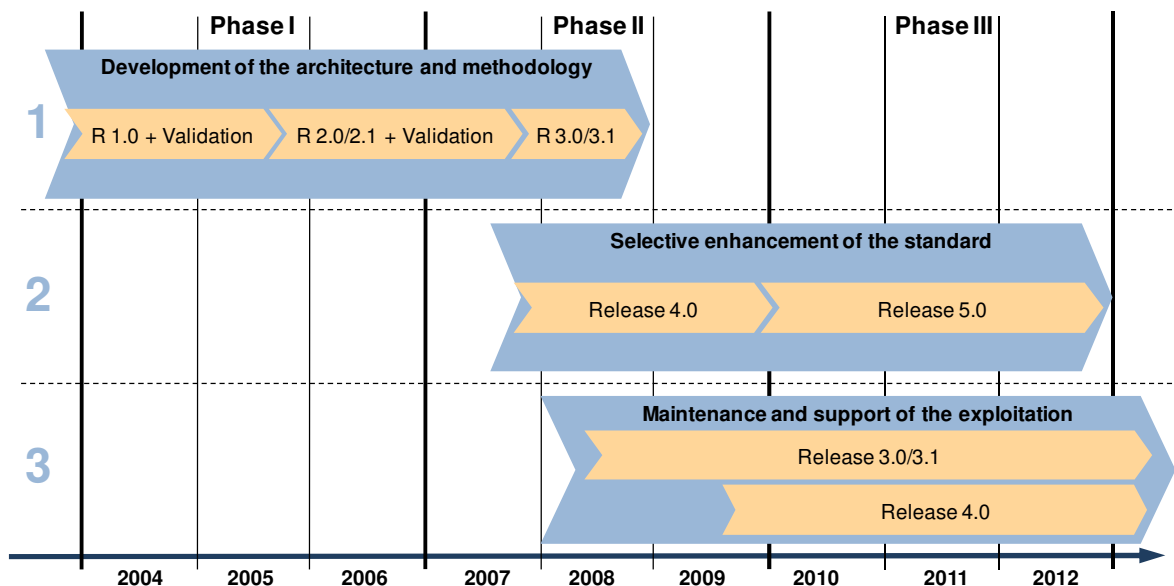 Phase I
Phase II
Phase III
1
Development of the architecture and methodology
R 1.0 + Validation
R 2.0/2.1 + Validation
R 3.0/3.1
2
Selective enhancement of the standard
Release 4.0
Release 5.0
3
Maintenance and support of the exploitation
Release 3.0/3.1
Release 4.0
2004
2005
2006
2007
2008
2009
2010
2011
2012